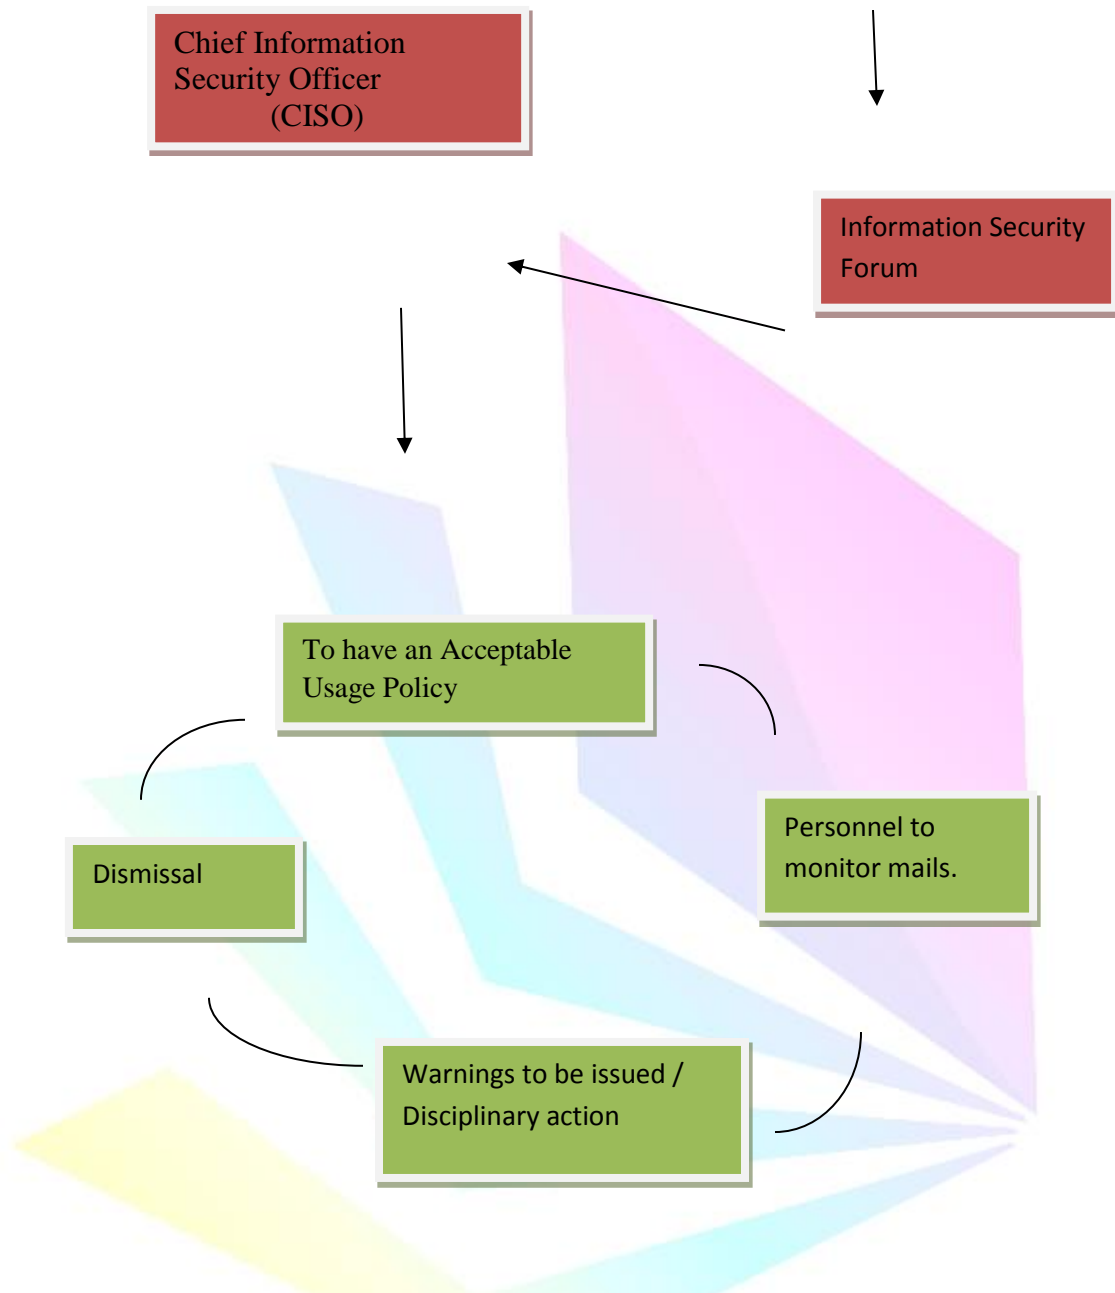 Chief Information
Security Officer
(CISO)
Information Security
Forum
To have an Acceptable
Usage Policy
Personnel to
monitor mails.
Dismissal
Warnings to be issued /
Disciplinary action